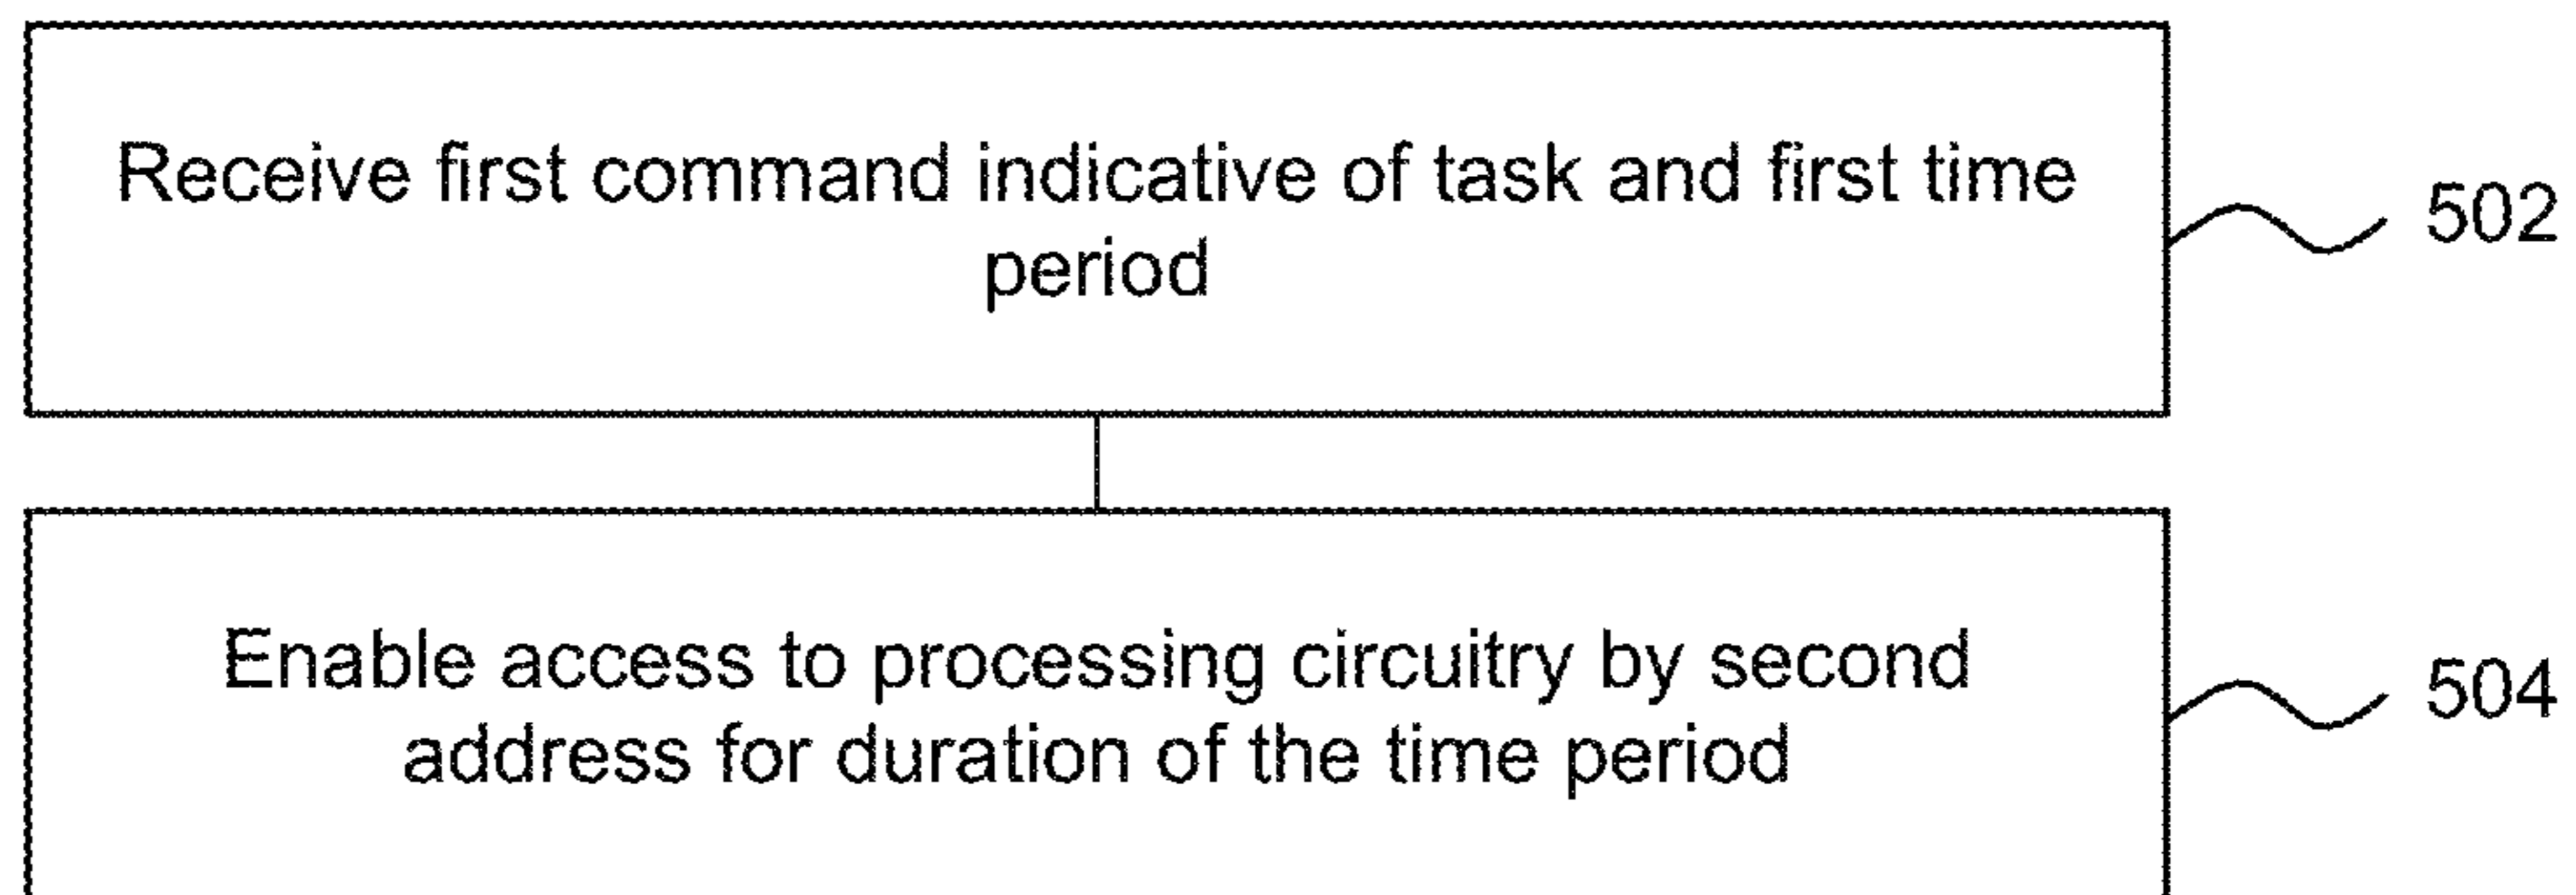 Receive first command indicative of task and first time
period
502
Enable access to processing circuitry by second
address for duration of the time period
504